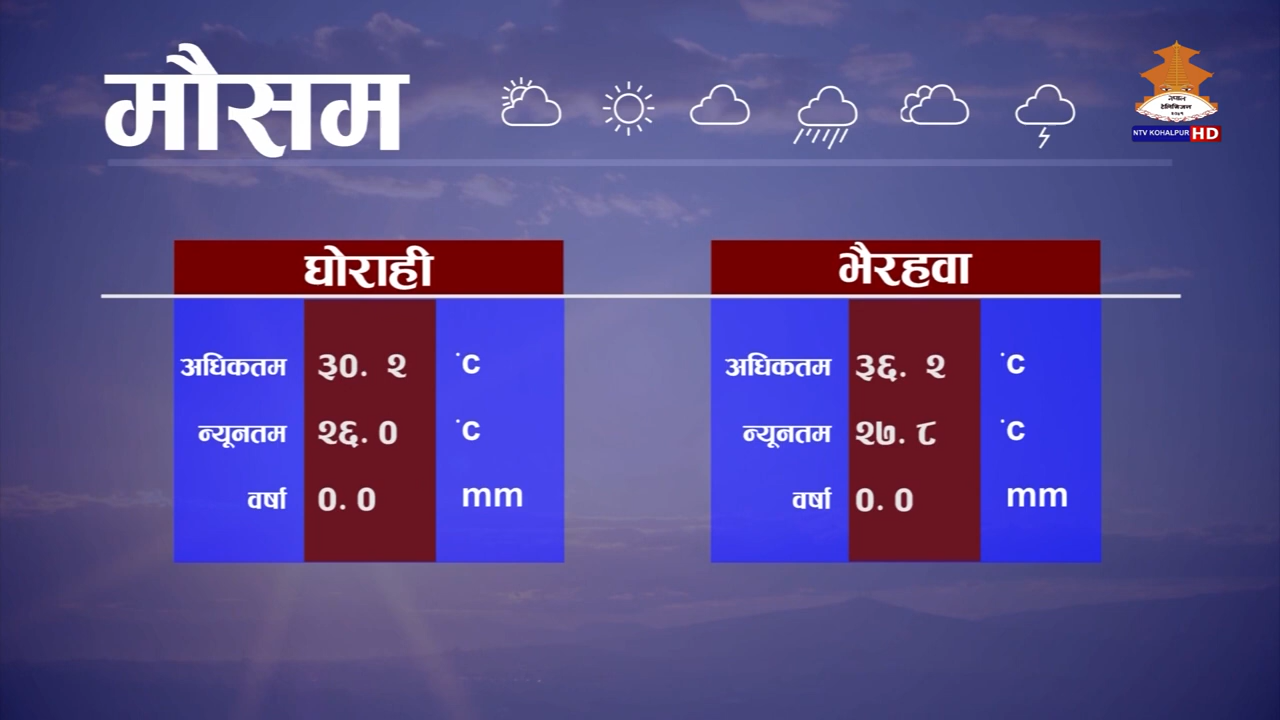 मौसम
नेपाल
टेलिभिजन
NTV KOHALPUR HD
घोराही
अधिकतम ३०. २ °C
न्यूनतम २६. ० °C
वर्षा ०. ० mm
भैरहवा
अधिकतम ३६. २ °C
न्यूनतम २७. ८ °C
वर्षा ०. ० mm